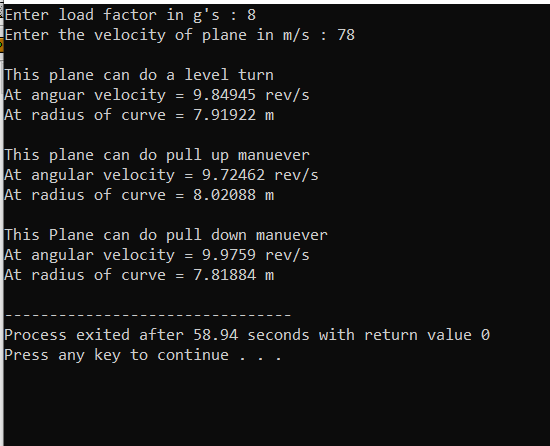 Enter load factor in g's : 8
Enter the velocity of plane in m/s : 78
This plane can do a level turn
At anguar velocity = 9.84945 rev/s
At radius of curve = 7.91922 m
This plane can do pull up manuever
At angular velocity = 9.72462 rev/s
At radius of curve = 8.02088 m
This Plane can do pull down manuever
At angular velocity = 9.9759 rev/s
At radius of curve = 7.81884 m
--------------------------------
Process exited after 58.94 seconds with return value 0
Press any key to continue . . .